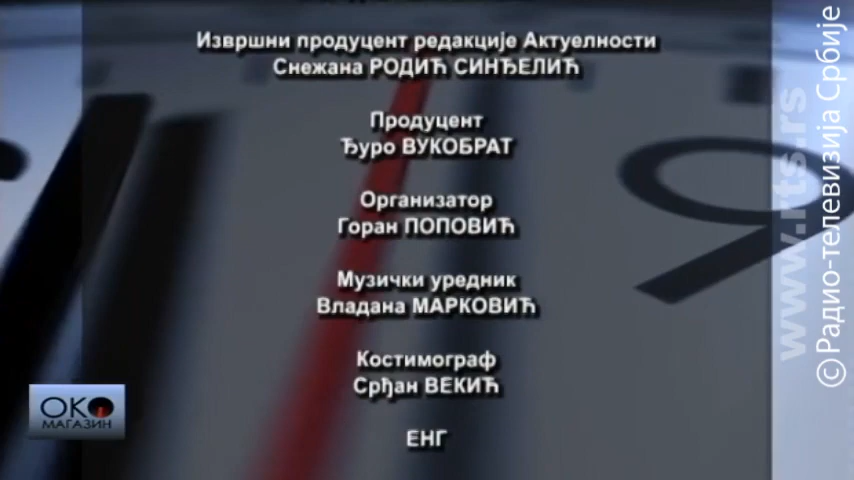 Извршни продуцент редакције Актуелности
Снежана РОДИЋ СИНЂЕЛИЋ
Продуцент
Ђуро ВУКОБРАТ
Организатор
Горан ПОПОВИЋ
Музички уредник
Владана МАРКОВИЋ
Костимограф
Срђан ВЕКИЋ
ЕНГ
ОКО
МАГАЗИН
9
www.rts.rs
© Радио-телевизија Србије